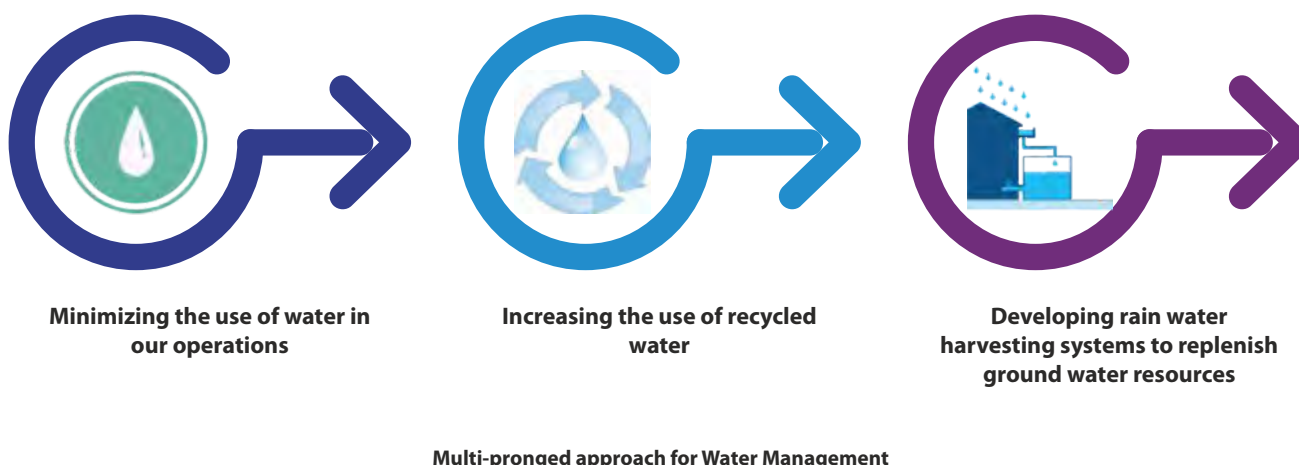 Minimizing the use of water in
our operations
Increasing the use of recycled
water
Developing rain water
harvesting systems to replenish
ground water resources
Multi-pronged approach for Water Management